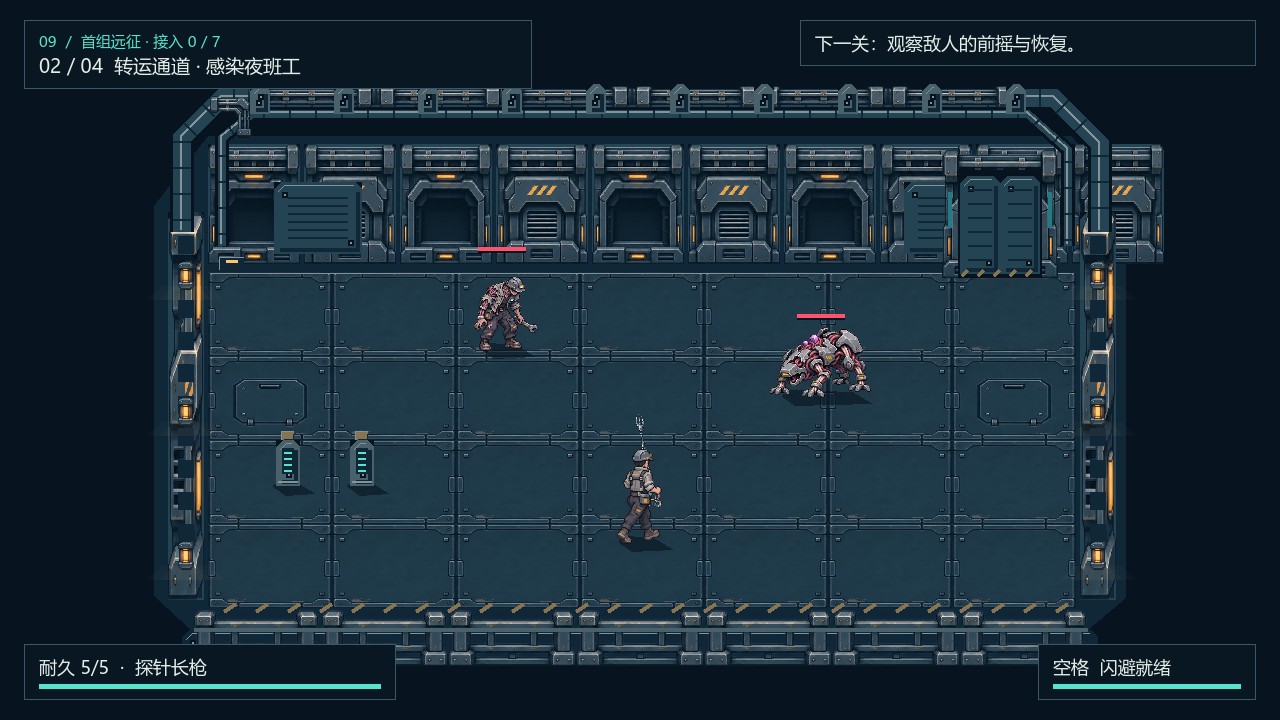 09 / 首组远征 · 接入 0 / 7
02 / 04 转运通道 · 感染夜班工
下一关：观察敌人的前摇与恢复。
耐久 5/5 · 探针长枪
空格 闪避就绪